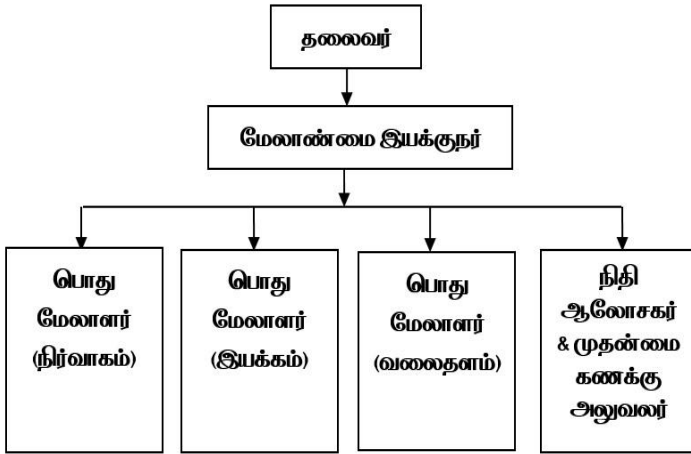 தலைவர்
மேலாண்மை இயக்குநர்
பொது
மேலாளர்
(நிர்வாகம்)
பொது
மேலாளர்
(இயக்கம்)
பொது
மேலாளர்
(வலைதளம்)
நிதி
ஆலோசகர்
& முதன்மை
கணக்கு
அலுவலர்